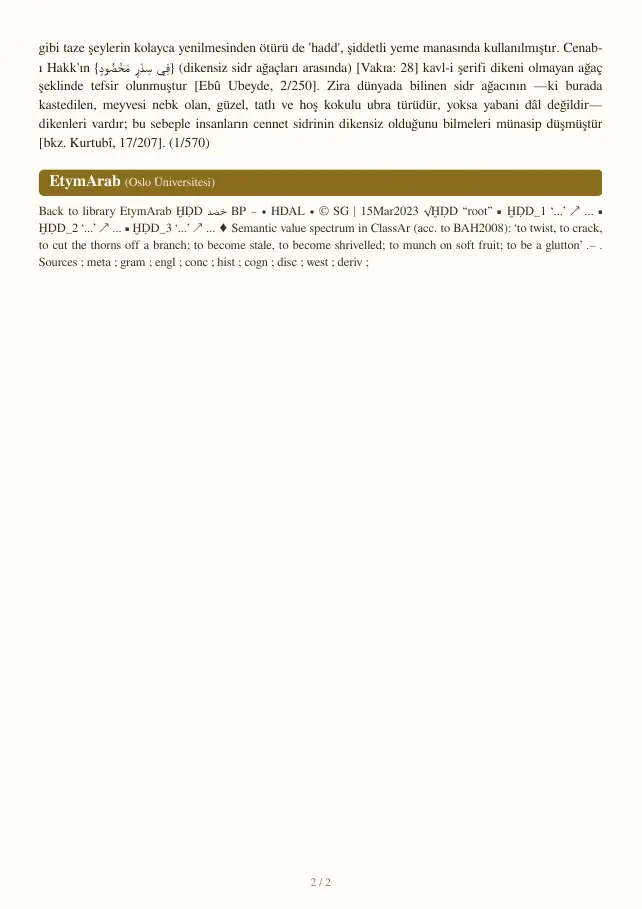 gibi taze şeylerin kolayca yenilmesinden ötürü de 'hadd', şiddetli yeme manasında kullanılmıştır. Cenab-
ı Hakk'ın {فِي سِدْرٍ مَخْضُودٍ} (dikensiz sidr ağaçları arasında) [Vakıa: 28] kavl-i şerifi dikeni olmayan ağaç
şeklinde tefsir olunmuştur [Ebû Ubeyde, 2/250]. Zira dünyada bilinen sidr ağacının —ki burada
kastedilen, meyvesi nebk olan, güzel, tatlı ve hoş kokulu ubra türüdür, yoksa yabani dâl değildir—
dikenleri vardır; bu sebeple insanların cennet sidrinin dikensiz olduğunu bilmeleri münasip düşmüştür
[bkz. Kurtubî, 17/207]. (1/570)
EtymArab (Oslo Üniversitesi)
Back to library EtymArab ḪḌD خضد BP – • HDAL • © SG | 15Mar2023 √ḪḌD “root” ▪ ḪḌD_1 ‘...’ ↗ ... ▪
ḪḌD_2 ‘...’ ↗ ... ▪ ḪḌD_3 ‘...’ ↗ ... ♦ Semantic value spectrum in ClassAr (acc. to BAH2008): ‘to twist, to crack,
to cut the thorns off a branch; to become stale, to become shrivelled; to munch on soft fruit; to be a glutton’ .– .
Sources ; meta ; gram ; engl ; conc ; hist ; cogn ; disc ; west ; deriv ;
2 / 2